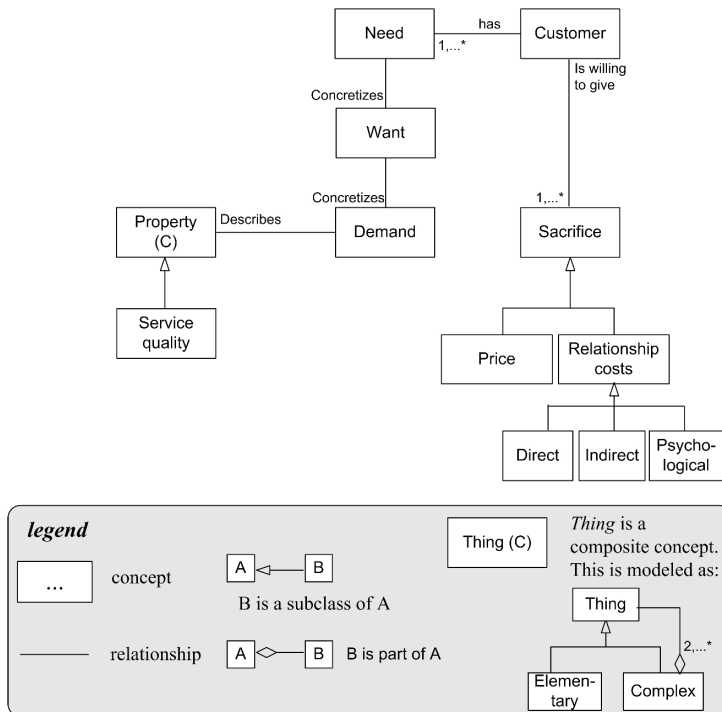 Need
has
Customer
1,...*
Is willing
to give
Concretizes
Want
Concretizes
1,...*
Property
(C)
Describes
Demand
Sacrifice
Service
quality
Price
Relationship
costs
Direct
Indirect
Psycho-
logical
legend
...
concept
A
B
B is a subclass of A
relationship
A
B
B is part of A
Thing (C)
Thing is a
composite concept.
This is modeled as:
Thing
2,...*
Elemen-
tary
Complex